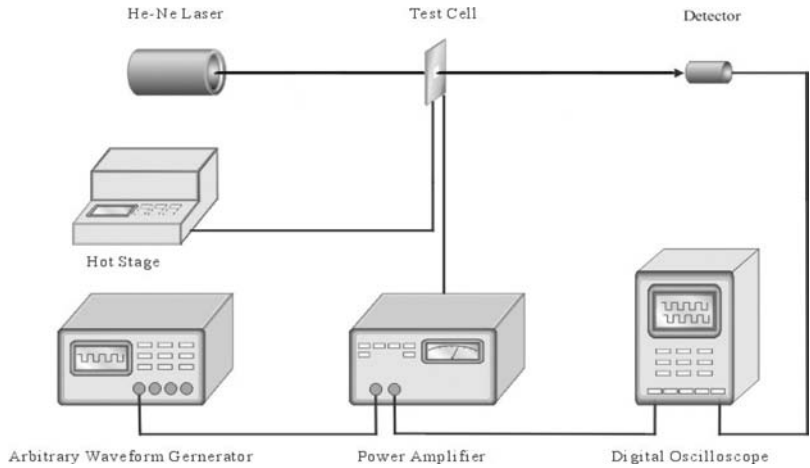 He-Ne Laser
Test Cell
Detector
Hot Stage
Arbitrary Waveform Gernerator
Power Amplifier
Digital Oscilloscope